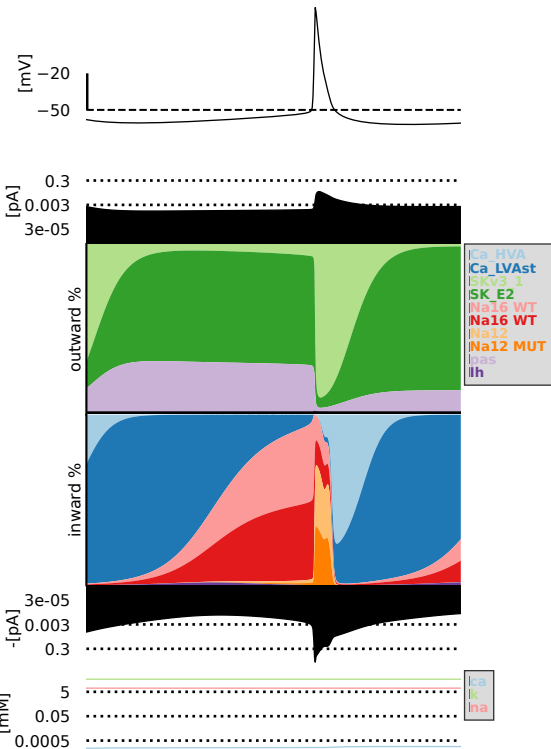 [mV]
−20
−50
[pA]
0.3
0.003
3e-05
outward %
Ca_HVA
Ca_LVAst
SKv3_1
SK_E2
Na16 WT
Na16 WT
Na12
Na12 MUT
pas
Ih
inward %
-[pA]
3e-05
0.003
0.3
[mM]
5
0.05
0.0005
ca
k
na